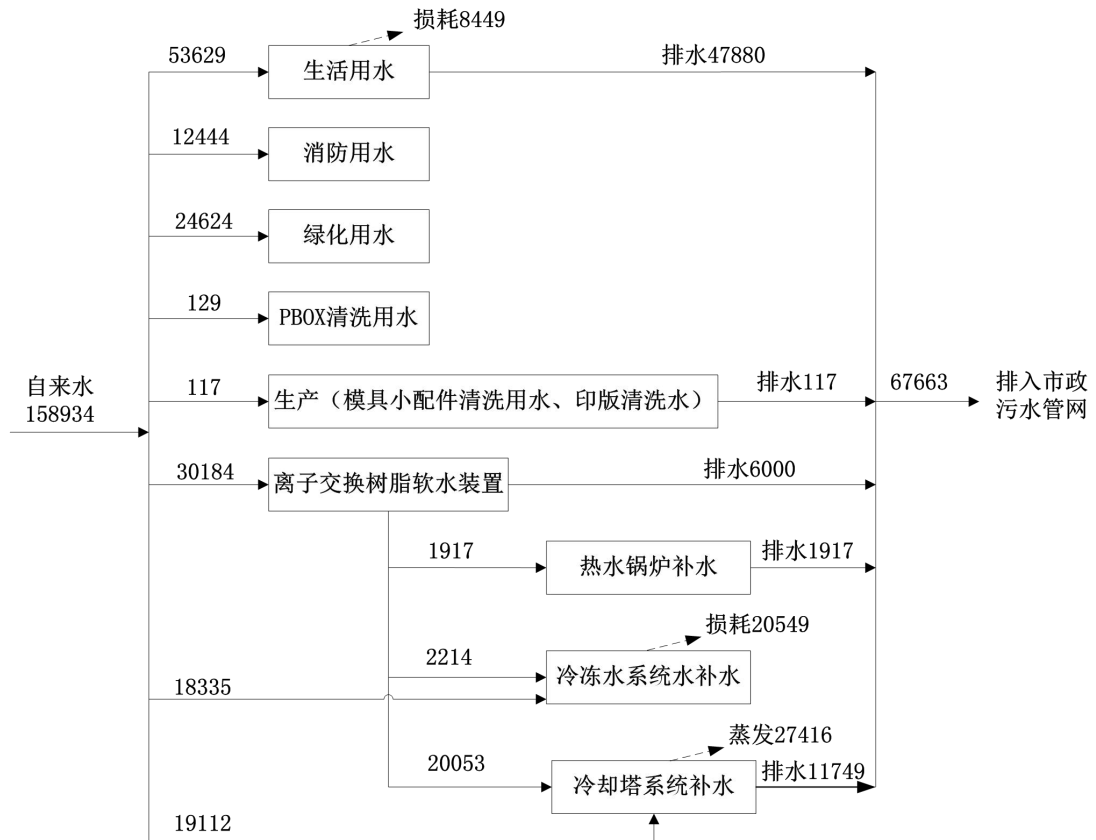 损耗8449
53629
生活用水
排水47880
12444
消防用水
24624
绿化用水
129
PBOX清洗用水
自来水
158934
117
生产（模具小配件清洗用水、印版清洗水）
排水117
67663
排入市政
污水管网
30184
离子交换树脂软水装置
排水6000
1917
热水锅炉补水
排水1917
损耗20549
2214
冷冻水系统水补水
18335
蒸发27416
20053
冷却塔系统补水
排水11749
19112